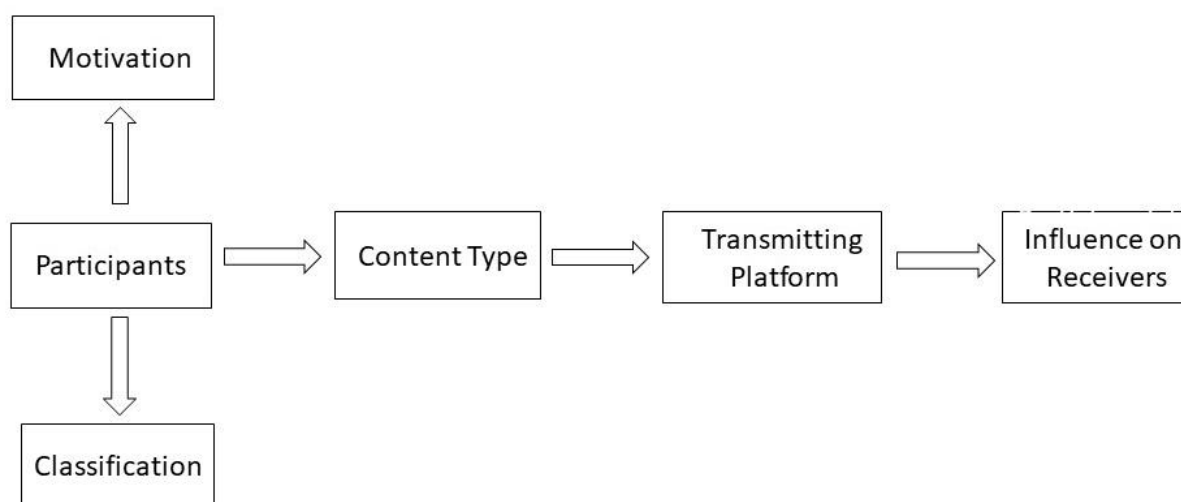 Motivation
Participants
Content Type
Transmitting
Platform
Influence on
Receivers
Classification